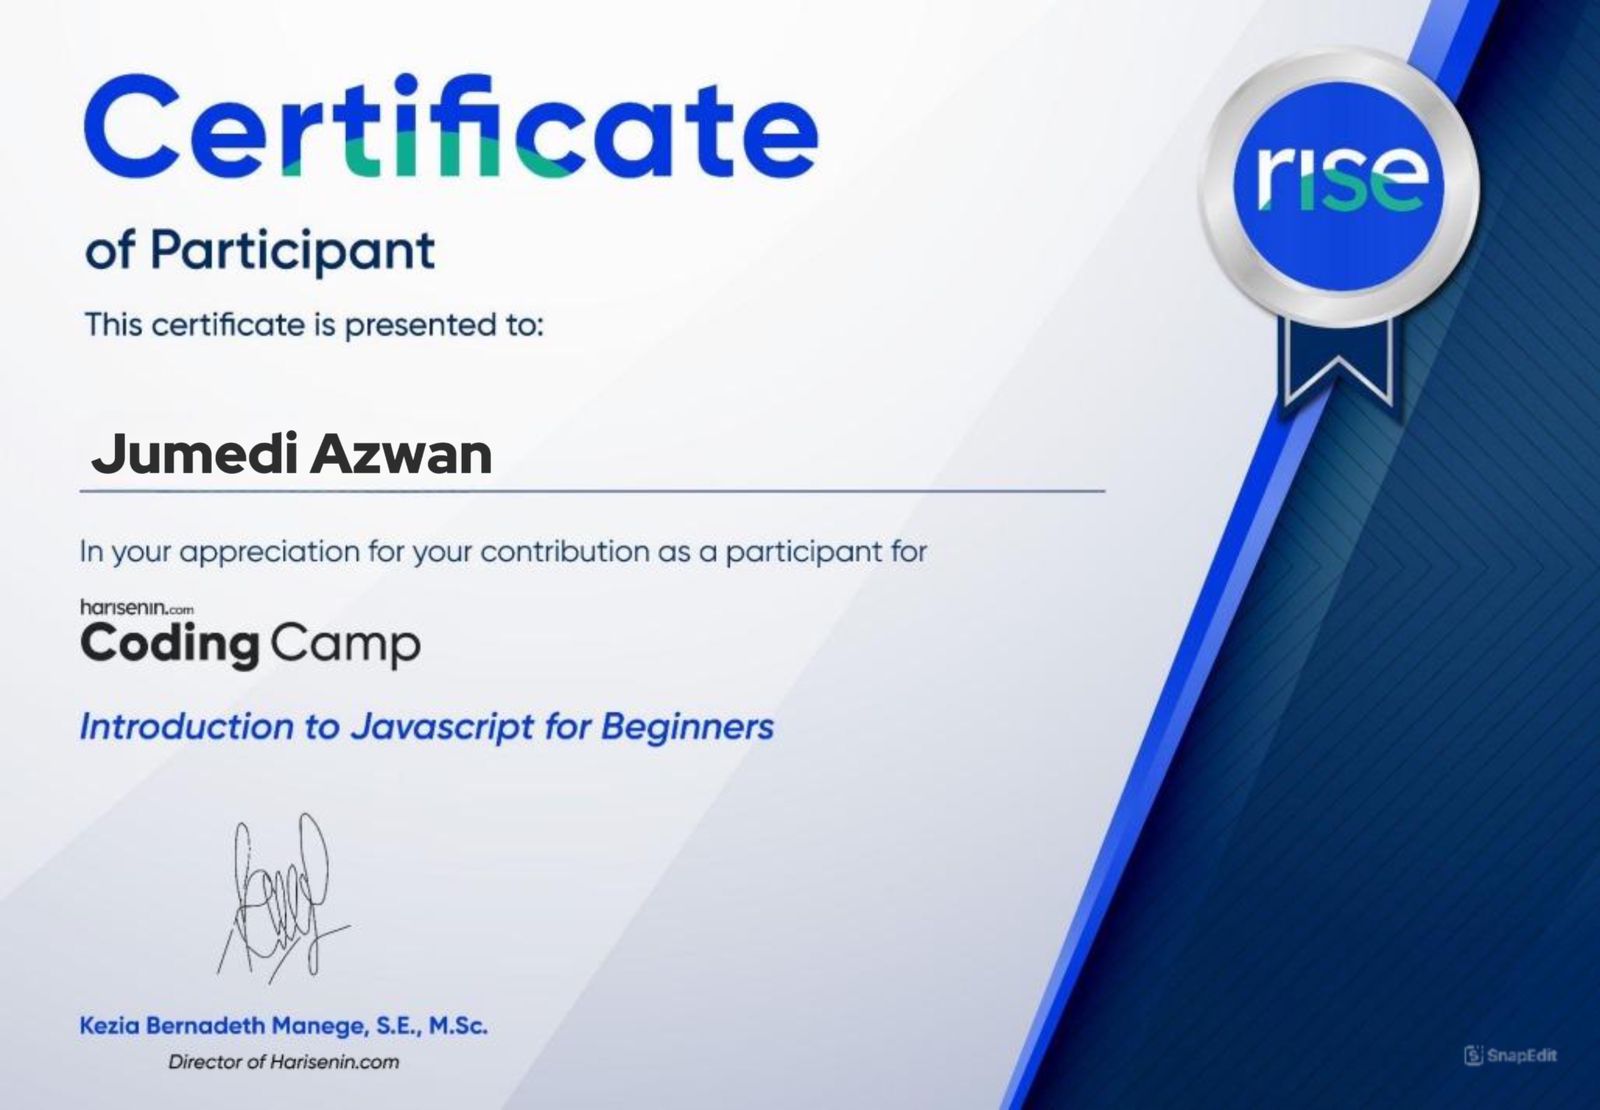 Certificate
of Participant
This certificate is presented to:
Jumedi Azwan
In your appreciation for your contribution as a participant for
harisenin.com
Coding Camp
Introduction to Javascript for Beginners
Kezia Bernadeth Manege, S.E., M.Sc.
Director of Harisenin.com
rise
SnapEdit